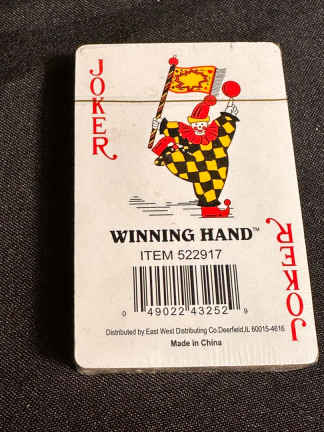 JOKER
WINNING HAND™
ITEM 522917
0 49022 43252 9
Distributed by East West Distributing Co.Deerfield,IL 60015-4616
Made in China
JOKER